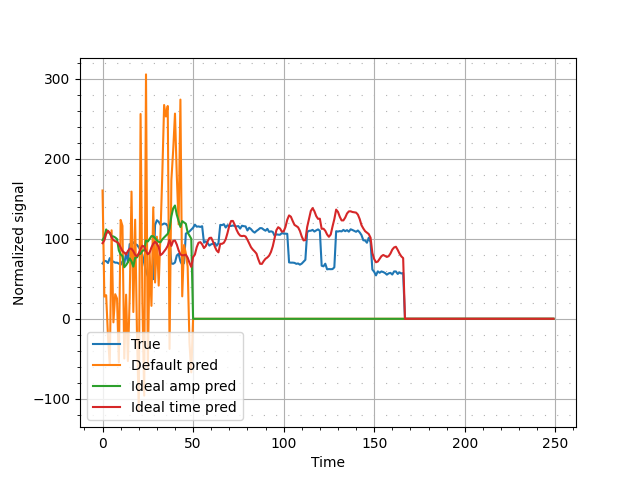 300
200
100
0
−100
Normalized signal
True
Default pred
Ideal amp pred
Ideal time pred
0 50 100 150 200 250
Time